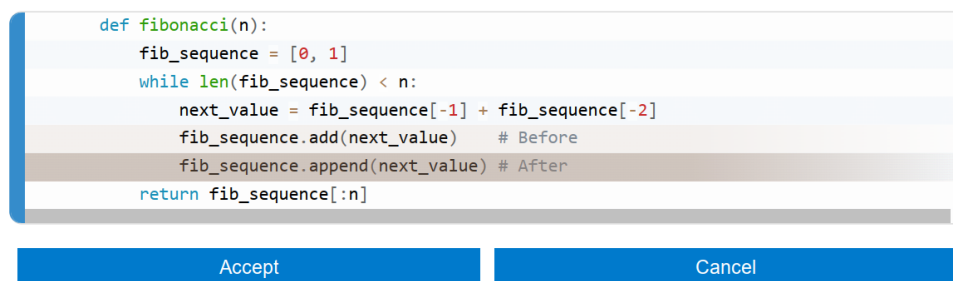 def fibonacci(n):
    fib_sequence = [0, 1]
    while len(fib_sequence) < n:
        next_value = fib_sequence[-1] + fib_sequence[-2]
        fib_sequence.add(next_value)    # Before
        fib_sequence.append(next_value) # After
    return fib_sequence[:n]
Accept
Cancel